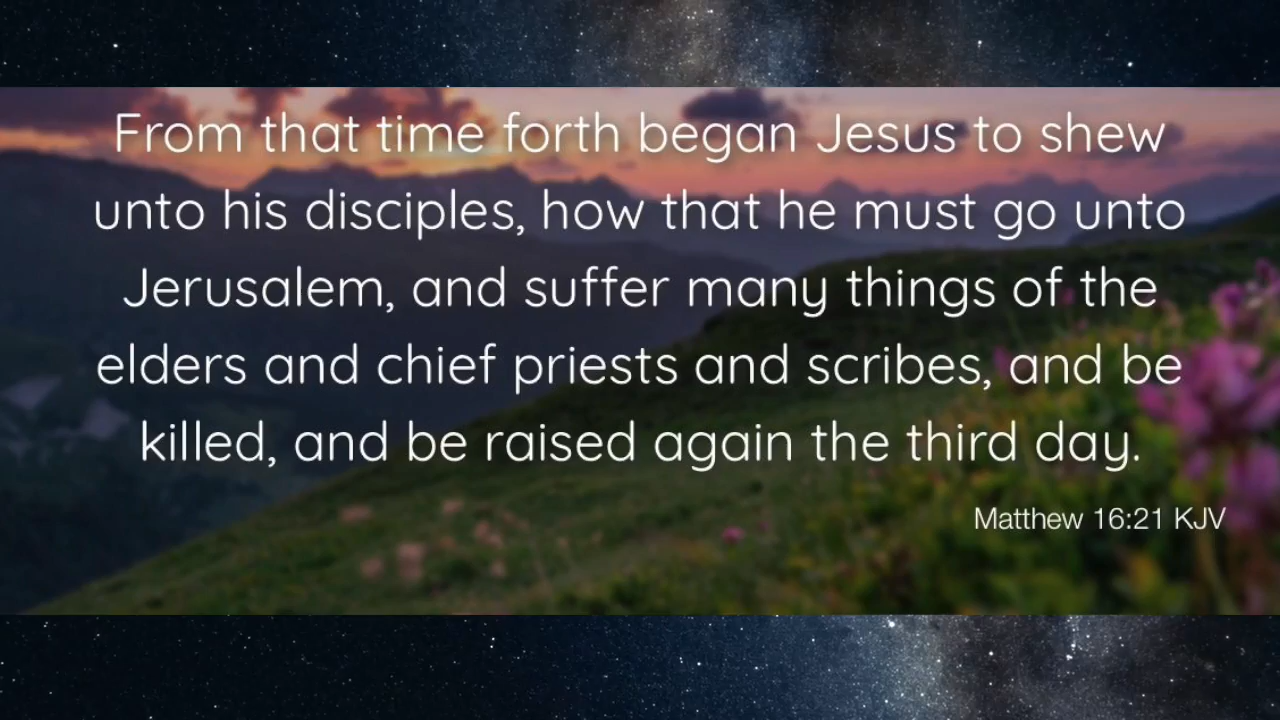 From that time forth began Jesus to shew
unto his disciples, how that he must go unto
Jerusalem, and suffer many things of the
elders and chief priests and scribes, and be
killed, and be raised again the third day.
Matthew 16:21 KJV